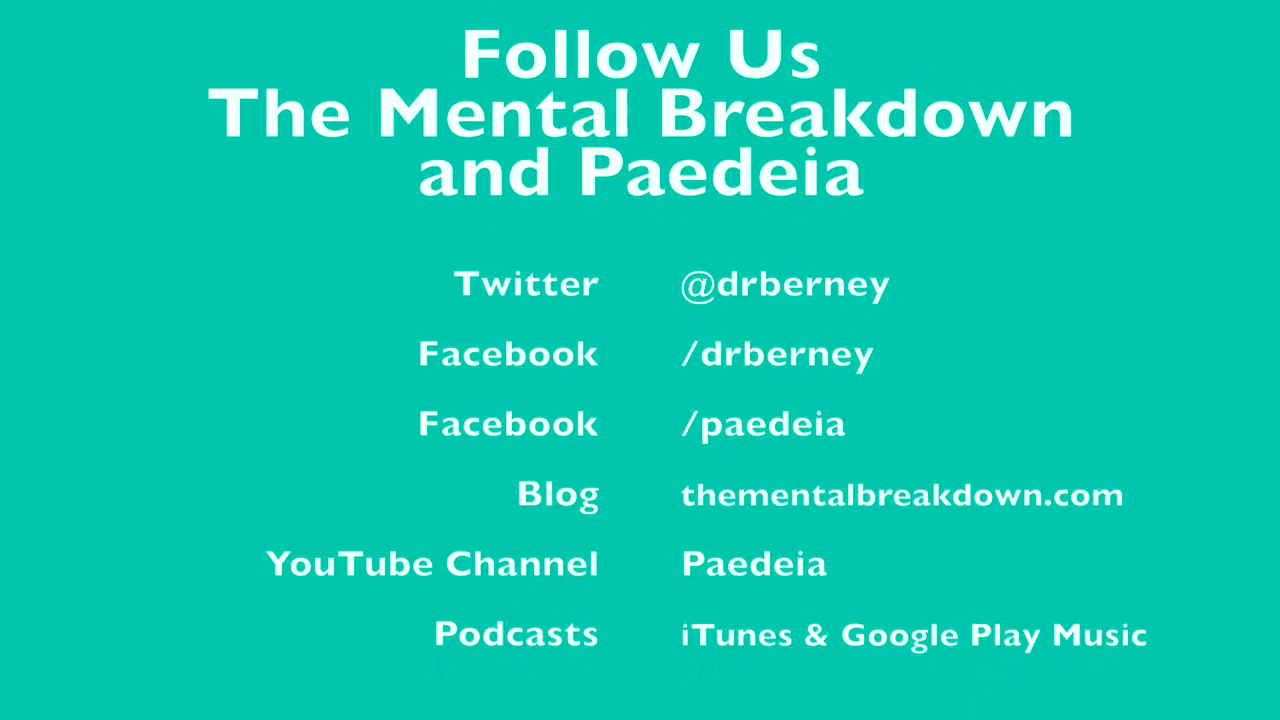 Follow Us
The Mental Breakdown
and Paedeia
Twitter @drberney
Facebook /drberney
Facebook /paedeia
Blog thementalbreakdown.com
YouTube Channel Paedeia
Podcasts iTunes & Google Play Music